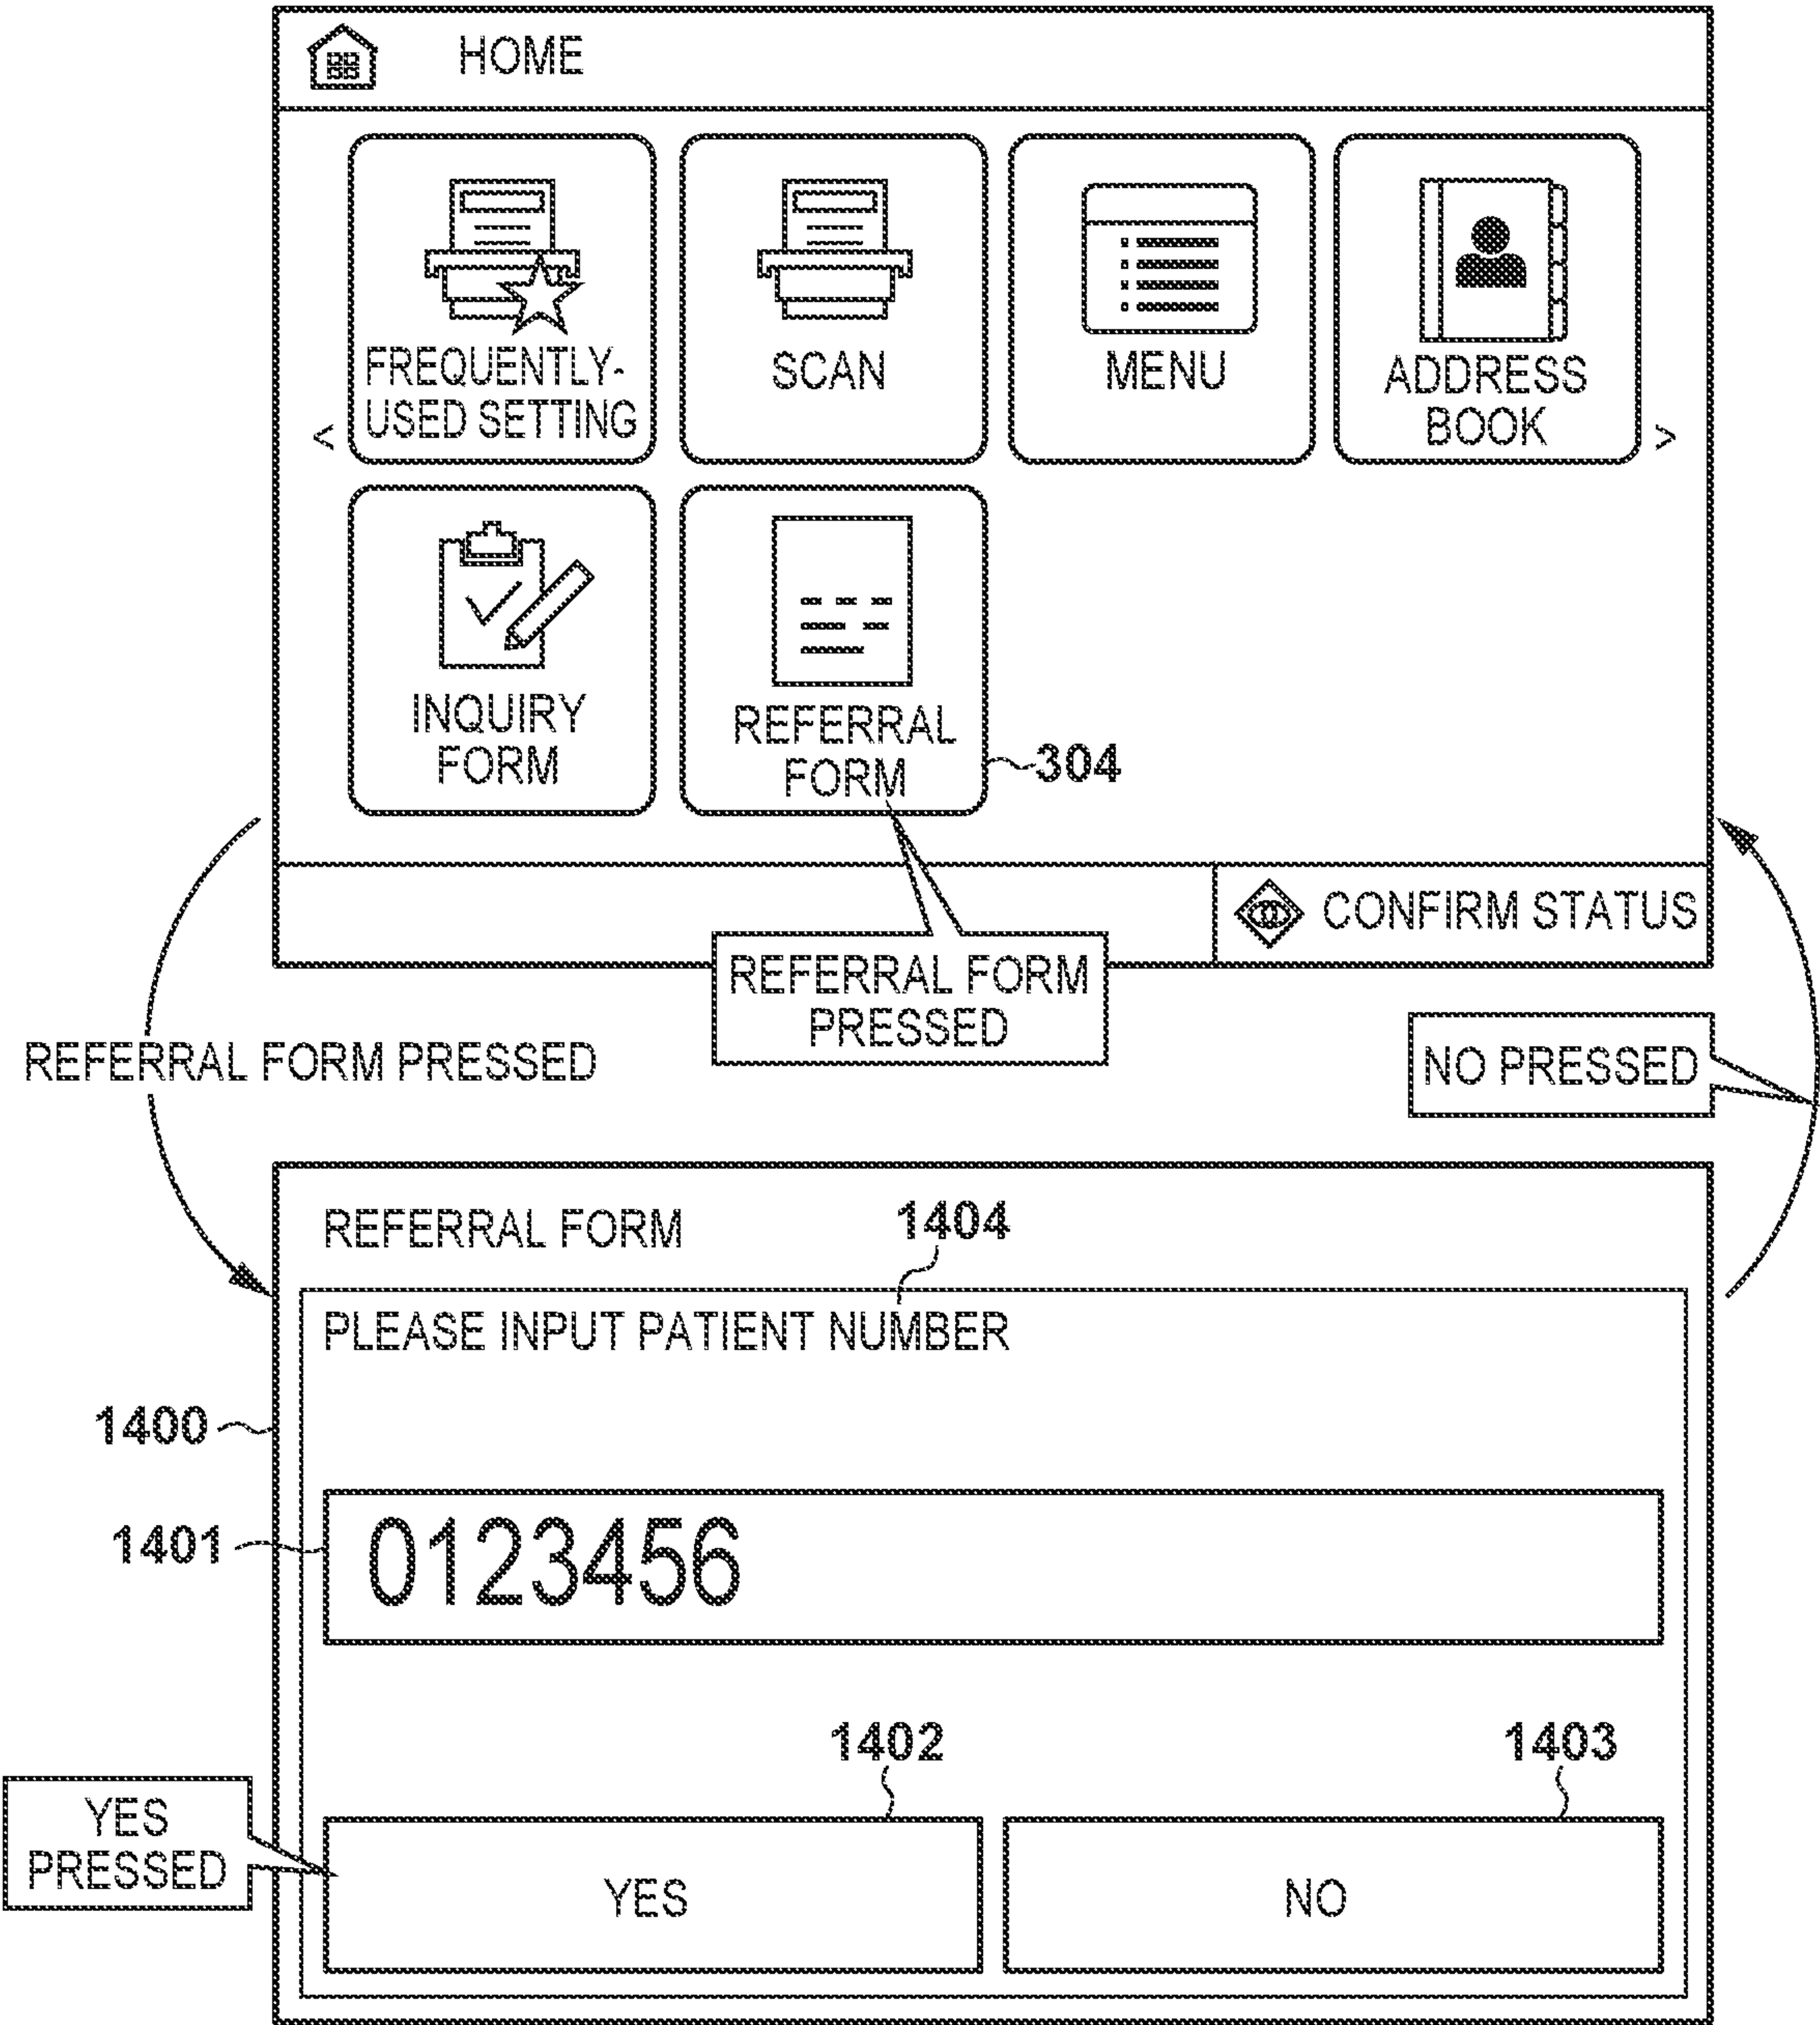 HOME
FREQUENTLY-
USED SETTING
SCAN
MENU
ADDRESS
BOOK
<
>
INQUIRY
FORM
REFERRAL
FORM
304
CONFIRM STATUS
REFERRAL FORM
PRESSED
REFERRAL FORM PRESSED
NO PRESSED
REFERRAL FORM
1404
PLEASE INPUT PATIENT NUMBER
1400
1401
0123456
1402
1403
YES
PRESSED
YES
NO